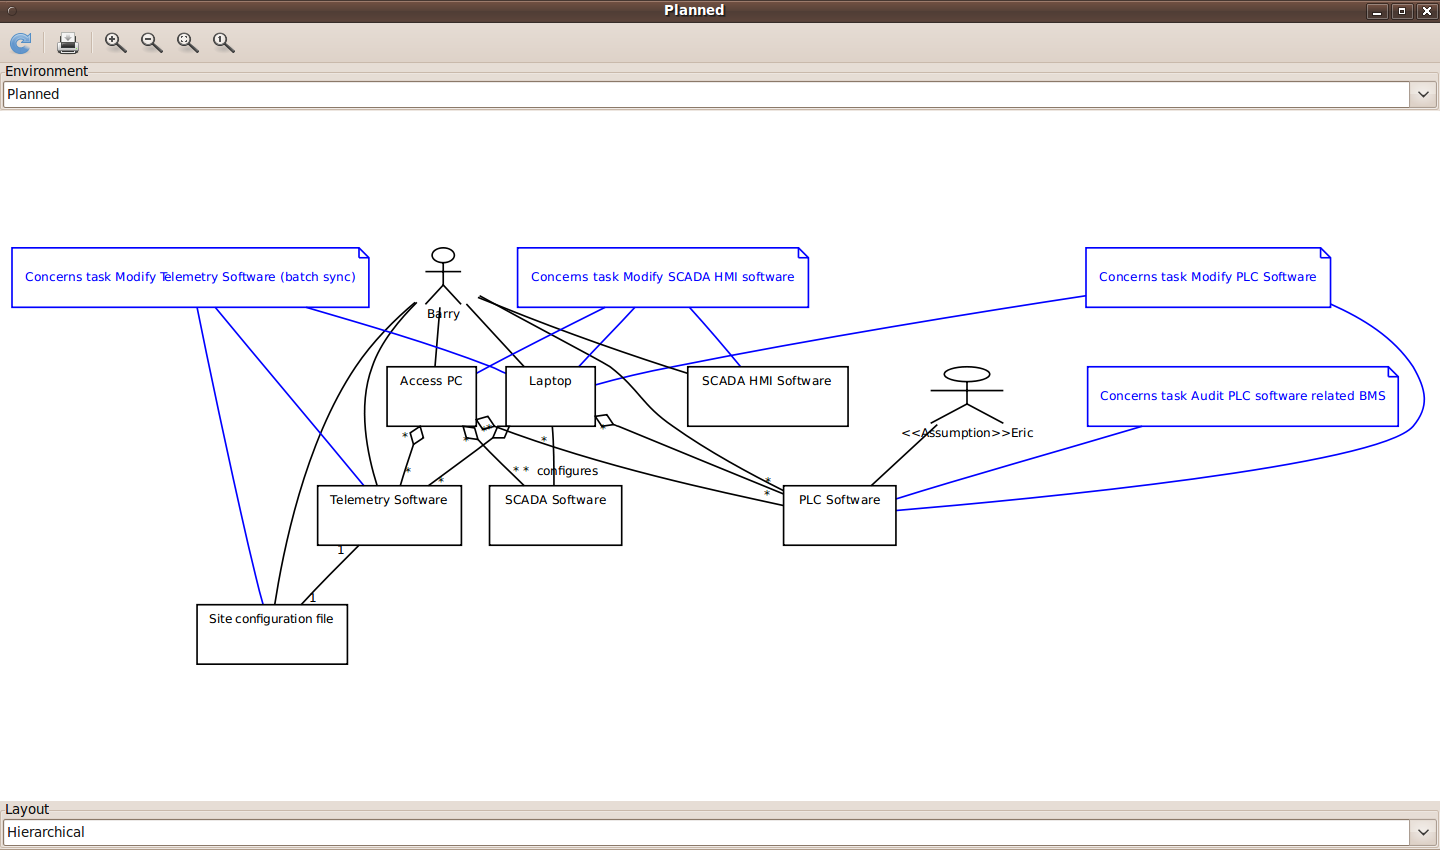 Planned
Environment
Planned
Concerns task Modify Telemetry Software (batch sync)
Concerns task Modify SCADA HMI software
Concerns task Modify PLC Software
Barry
Access PC
Laptop
SCADA HMI Software
Concerns task Audit PLC software related BMS
<<Assumption>>Eric
* * * * *
* * * configures
* * *
Telemetry Software
SCADA Software
PLC Software
1
1
Site configuration file
Layout
Hierarchical